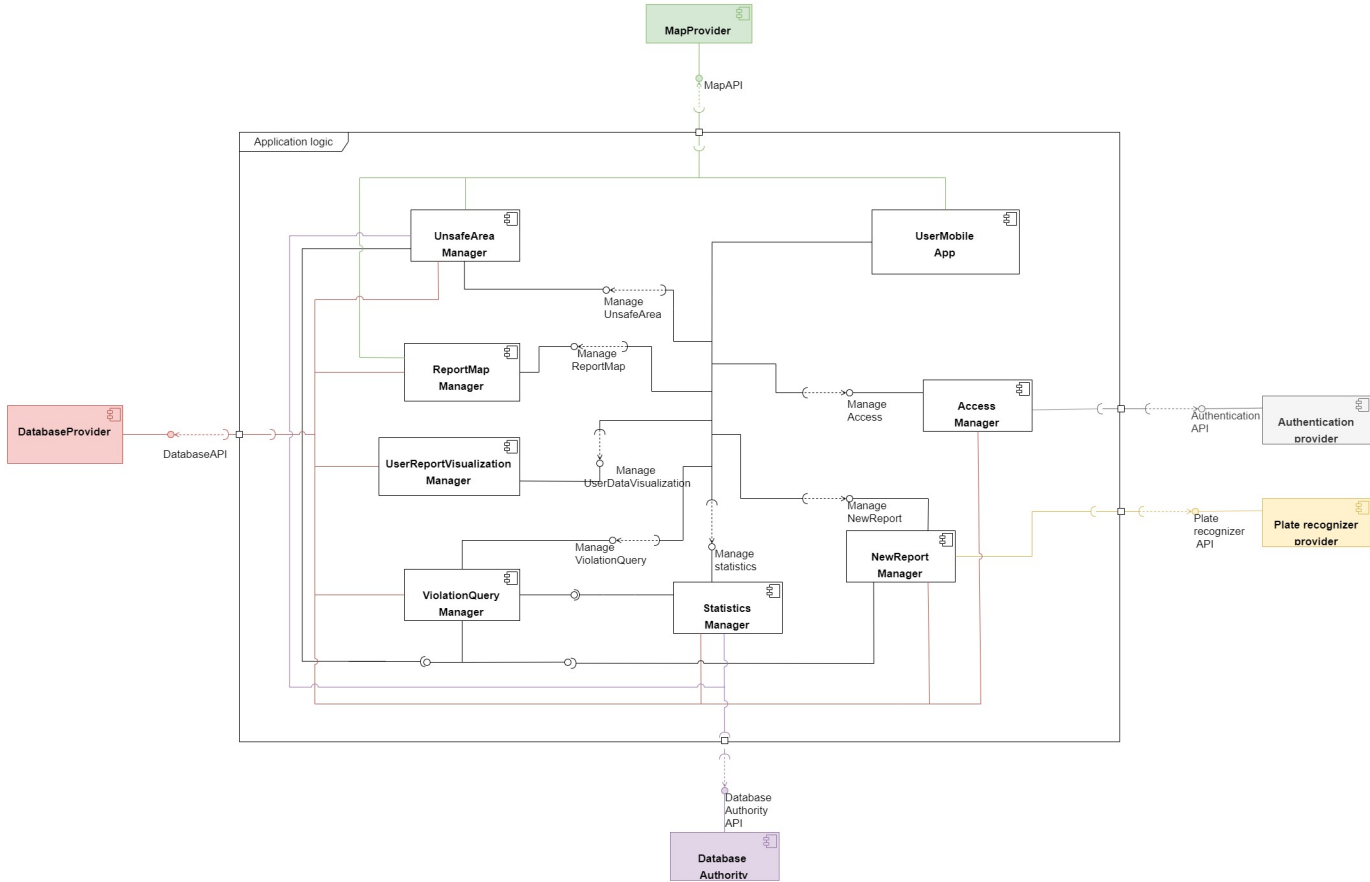 MapProvider
MapAPI
Application logic
UnsafeArea
Manager
UserMobile
App
Manage
UnsafeArea
ReportMap
Manager
Manage
ReportMap
Access
Manager
Manage
Access
Authentication
API
Authentication
provider
DatabaseProvider
DatabaseAPI
UserReportVisualization
Manager
Manage
UserDataVisualization
Manage
NewReport
Plate
recognizer
API
Plate recognizer
provider
Manage
ViolationQuery
Manage
statistics
NewReport
Manager
ViolationQuery
Manager
Statistics
Manager
Database
Authority
API
Database
Authority